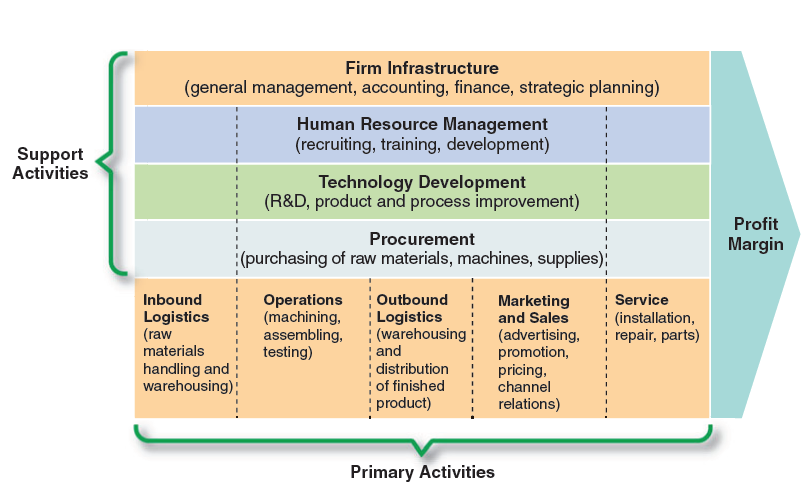 Firm Infrastructure
(general management, accounting, finance, strategic planning)
Human Resource Management
(recruiting, training, development)
Support
Activities
Technology Development
(R&D, product and process improvement)
Procurement
(purchasing of raw materials, machines, supplies)
Profit
Margin
Inbound
Logistics
(raw
materials
handling and
warehousing)
Operations
(machining,
assembling,
testing)
Outbound
Logistics
(warehousing
and
distribution
of finished
product)
Marketing
and Sales
(advertising,
promotion,
pricing,
channel
relations)
Service
(installation,
repair, parts)
Primary Activities